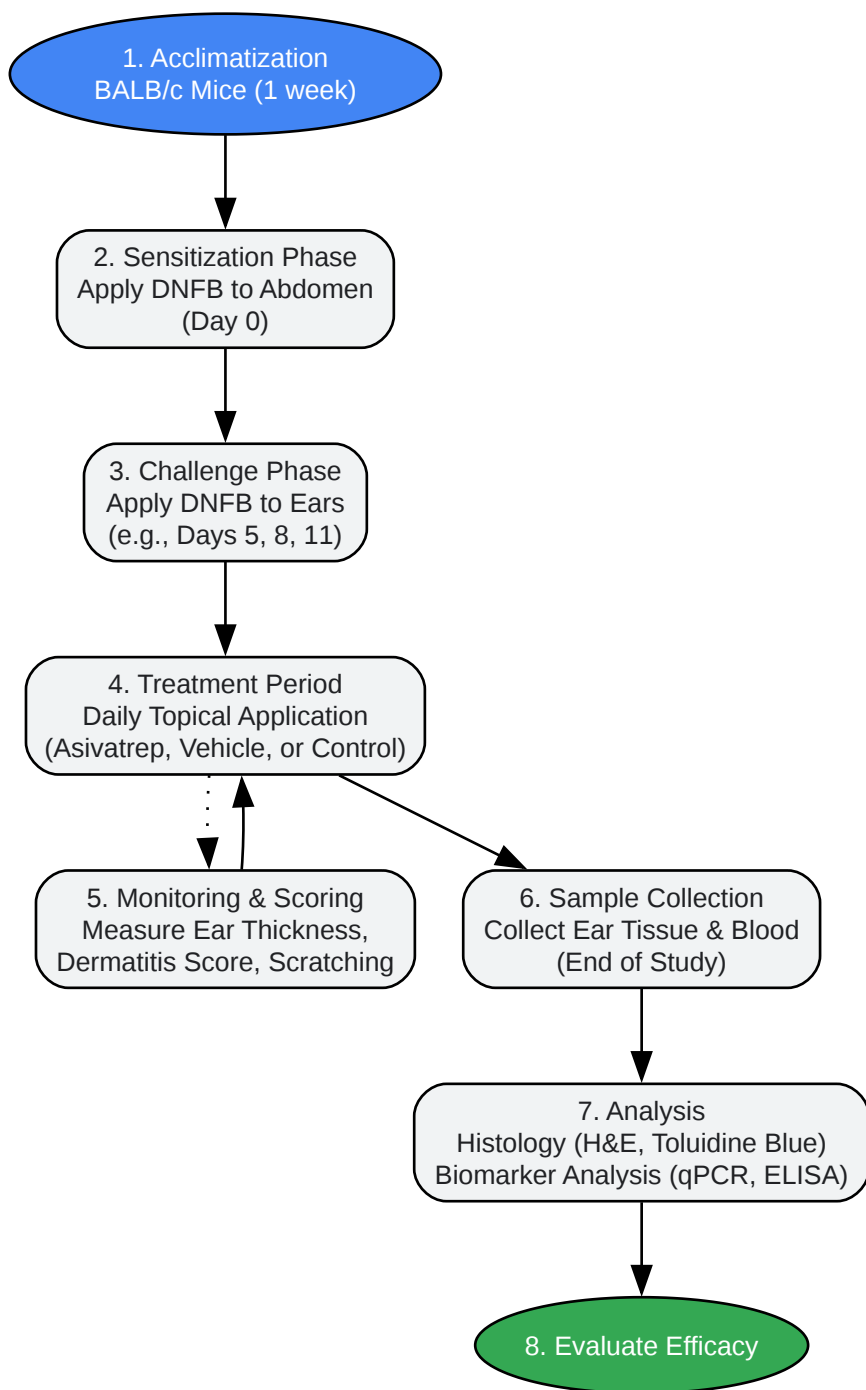 1. Acclimatization
BALB/c Mice (1 week)
2. Sensitization Phase
Apply DNFB to Abdomen
(Day 0)
3. Challenge Phase
Apply DNFB to Ears
(e.g., Days 5, 8, 11)
4. Treatment Period
Daily Topical Application
(Asivatrep, Vehicle, or Control)
5. Monitoring & Scoring
Measure Ear Thickness,
Dermatitis Score, Scratching
6. Sample Collection
Collect Ear Tissue & Blood
(End of Study)
7. Analysis
Histology (H&E, Toluidine Blue)
Biomarker Analysis (qPCR, ELISA)
8. Evaluate Efficacy